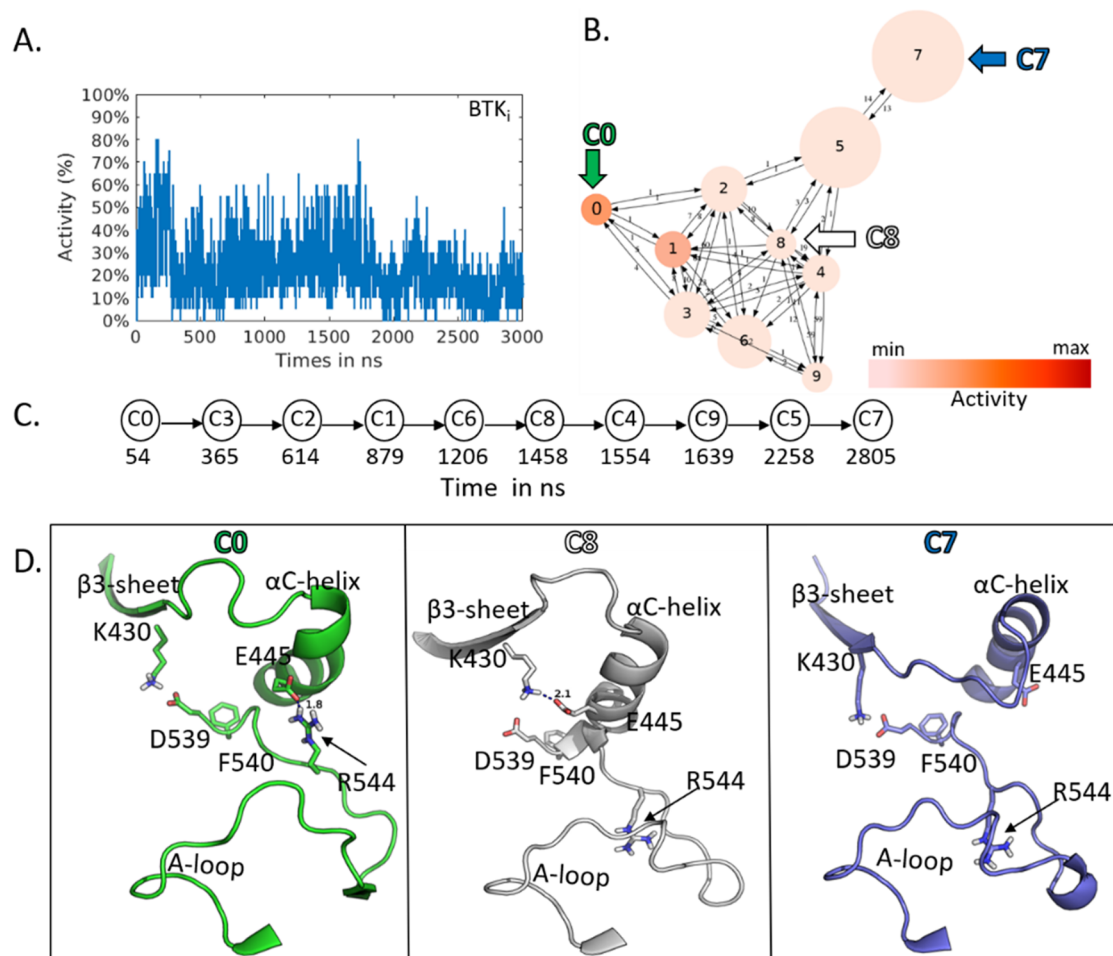 A.
BTKi
Activity (%)
100%
90%
80%
70%
60%
50%
40%
30%
20%
10%
0%
0 500 1000 1500 2000 2500 3000
Times in ns
B.
7
C7
14
13
5
C0
0
2
8
C8
1
4
3
6
9
min max
Activity
C.
C0 C3 C2 C1 C6 C8 C4 C9 C5 C7
54 365 614 879 1206 1458 1554 1639 2258 2805
Time in ns
D.
C0
β3-sheet
αC-helix
K430
E445
1.8
D539
F540
R544
A-loop
C8
β3-sheet
αC-helix
K430
2.1
E445
D539
F540
R544
A-loop
C7
β3-sheet
αC-helix
K430
E445
D539
F540
R544
A-loop